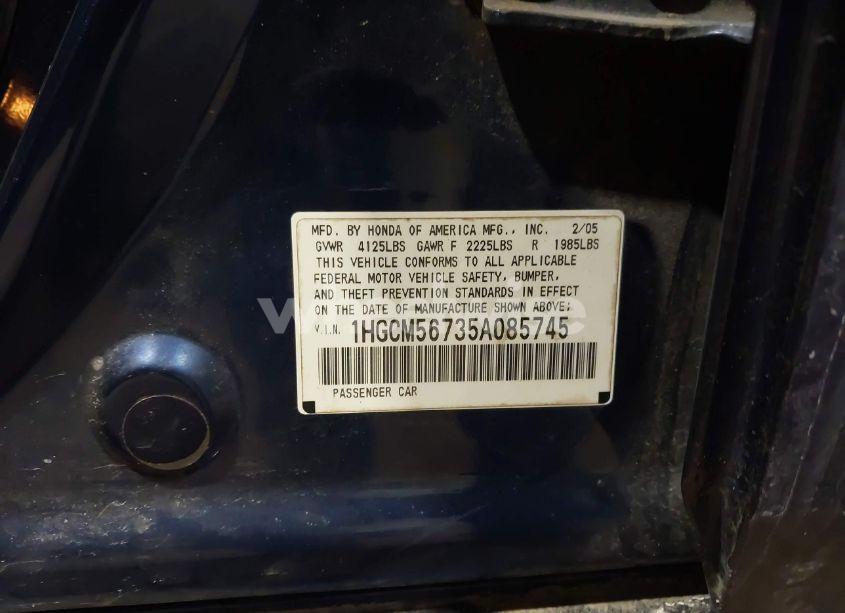 MFD. BY HONDA OF AMERICA MFG., INC. 2/05
GVWR 4125LBS GAWR F 2225LBS R 1985LBS
THIS VEHICLE CONFORMS TO ALL APPLICABLE
FEDERAL MOTOR VEHICLE SAFETY, BUMPER,
AND THEFT PREVENTION STANDARDS IN EFFECT
ON THE DATE OF MANUFACTURE SHOWN ABOVE;
V.I.N. 1HGCM56735A085745
PASSENGER CAR